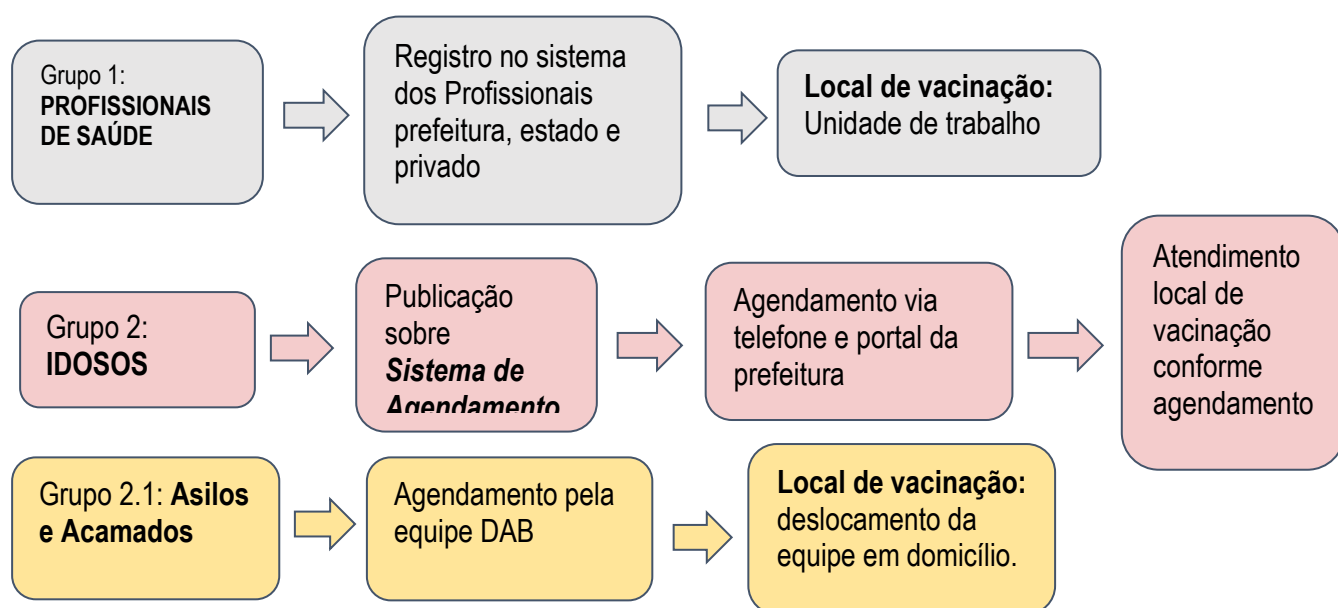 Grupo 1:
PROFISSIONAIS
DE SAÚDE
Registro no sistema
dos Profissionais
prefeitura, estado e
privado
Local de vacinação:
Unidade de trabalho
Grupo 2:
IDOSOS
Publicação
sobre
Sistema de
Agendamento
Agendamento via
telefone e portal da
prefeitura
Atendimento
local de
vacinação
conforme
agendamento
Grupo 2.1: Asilos
e Acamados
Agendamento pela
equipe DAB
Local de vacinação:
deslocamento da
equipe em domicílio.